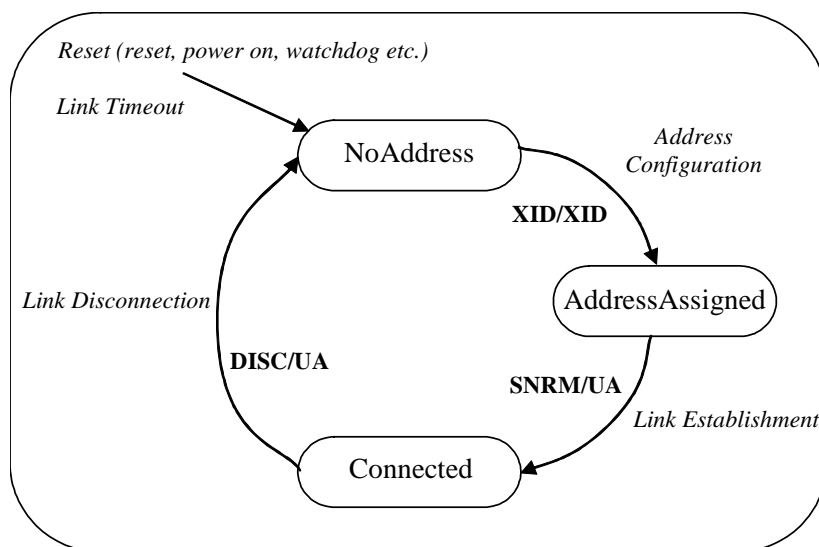 Reset (reset, power on, watchdog etc.)
Link Timeout
NoAddress
Address
Configuration
XID/XID
AddressAssigned
Link Disconnection
DISC/UA
SNRM/UA
Link Establishment
Connected